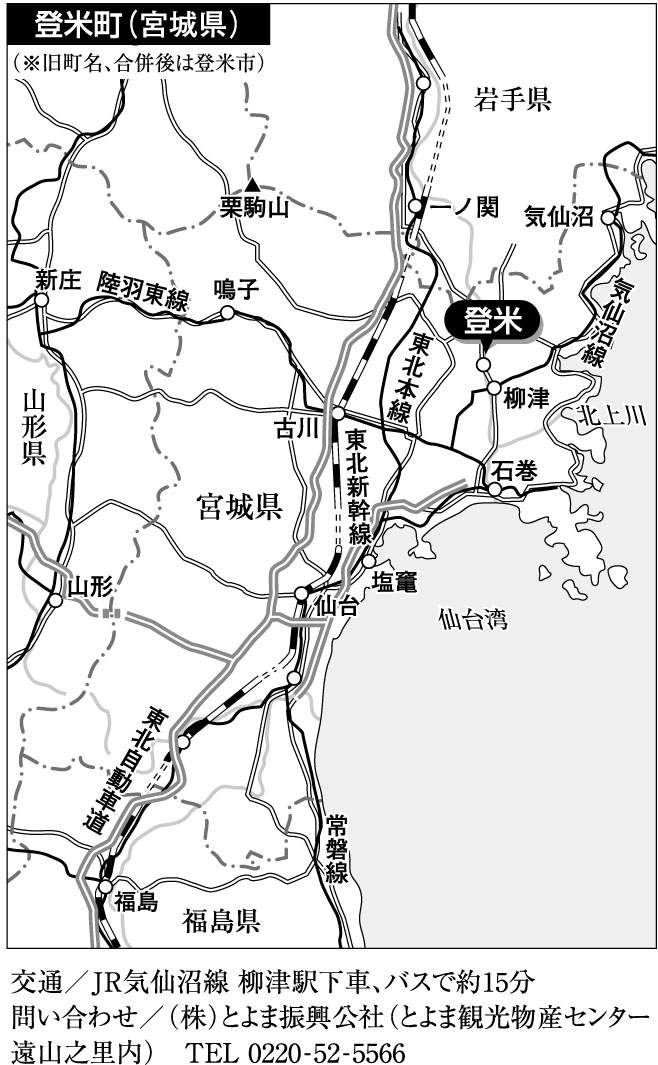 登米町（宮城県）
（※旧町名、合併後は登米市）
岩手県
栗駒山
一ノ関
気仙沼
新庄
陸羽東線
鳴子
気仙沼線
登米
東北本線
柳津
北上川
山形県
古川
東北新幹線
石巻
宮城県
塩竈
山形
仙台
仙台湾
東北自動車道
常磐線
福島
福島県
交通／JR気仙沼線 柳津駅下車、バスで約15分
問い合わせ／（株）とよま振興公社（とよま観光物産センター
遠山之里内）　TEL 0220-52-5566